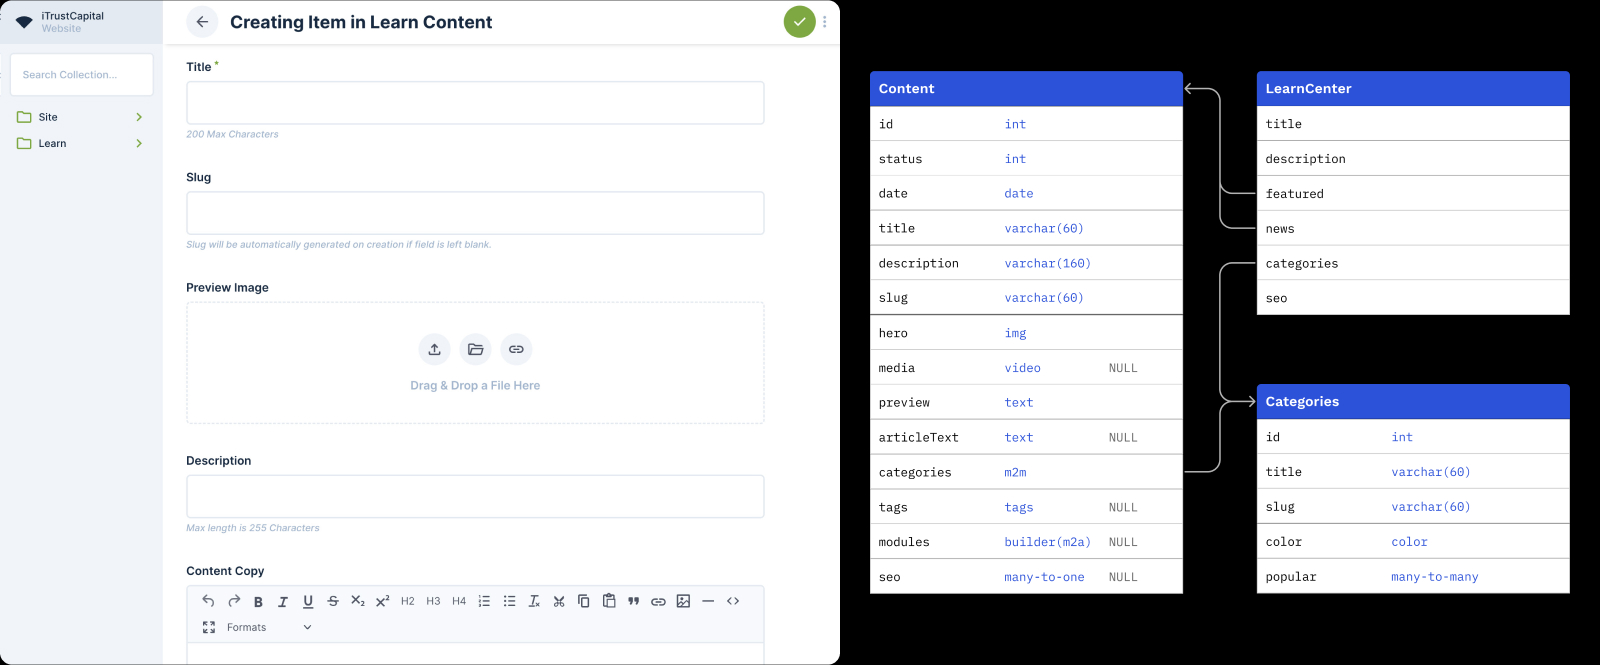 iTrustCapital
Website
Search Collection...
Site
Learn
Creating Item in Learn Content
Title *
200 Max Characters
Slug
Slug will be automatically generated on creation if field is left blank.
Preview Image
Drag & Drop a File Here
Description
Max length is 255 Characters
Content Copy
B I U S X2 X2 H2 H3 H4
Formats
Content
id int
status int
date date
title varchar(60)
description varchar(160)
slug varchar(60)
hero img
media video NULL
preview text
articleText text NULL
categories m2m
tags tags NULL
modules builder(m2a) NULL
seo many-to-one NULL
LearnCenter
title
description
featured
news
categories
seo
Categories
id int
title varchar(60)
slug varchar(60)
color color
popular many-to-many